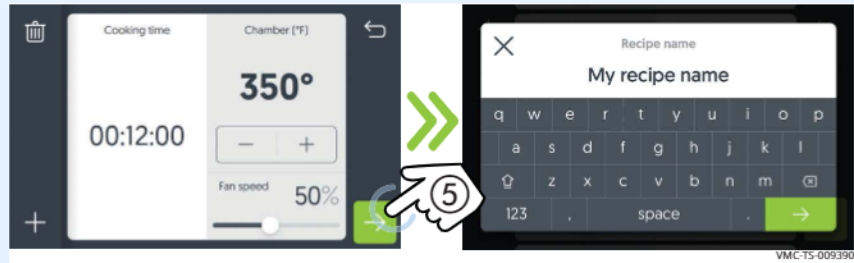 Cooking time
Chamber (°F)
350°
00:12:00
− +
Fan speed
50%
+
5
Recipe name
My recipe name
q w e r t y u i o p
a s d f g h j k l
z x c v b n m
123 , space .
VMC-TS-009390